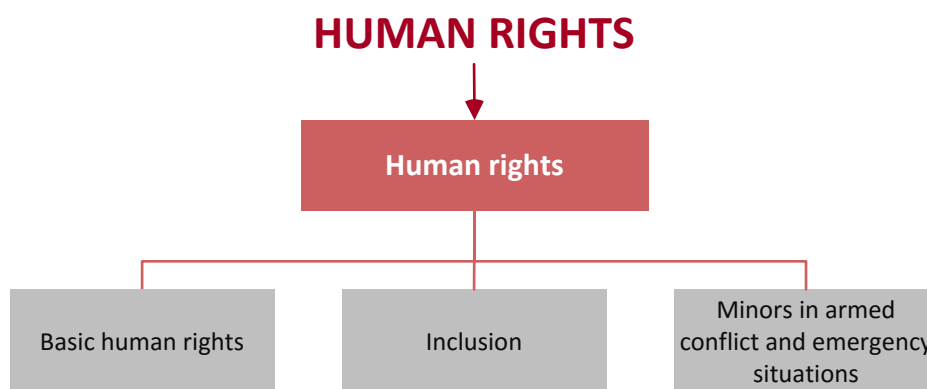 HUMAN RIGHTS
Human rights
Basic human rights
Inclusion
Minors in armed
conflict and emergency
situations